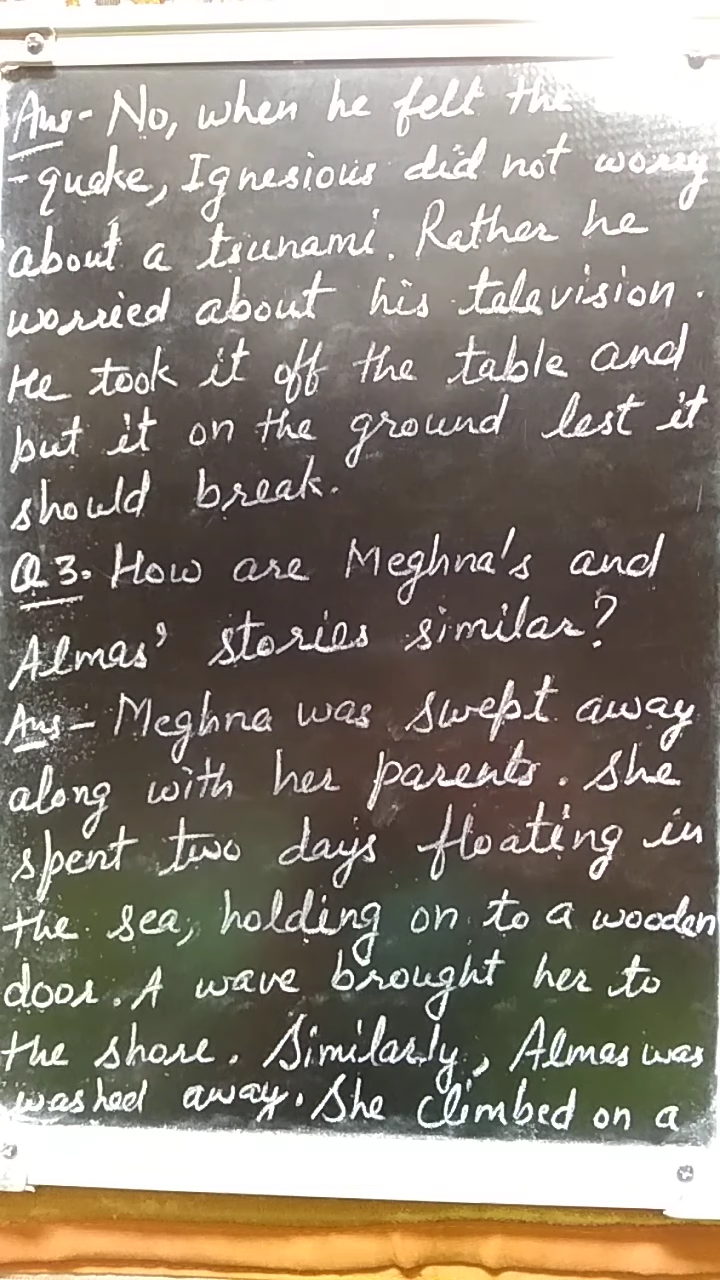 Ans- No, when he felt the
-quake, Ignesious did not worry
about a tsunami. Rather he
worried about his television.
He took it off the table and
put it on the ground lest it
should break.
Q3. How are Meghna's and
Almas' stories similar?
Ans- Meghna was swept away
along with her parents. She
spent two days floating in
the sea, holding on to a wooden
door. A wave brought her to
the shore. Similarly, Almas was
washed away. She climbed on a